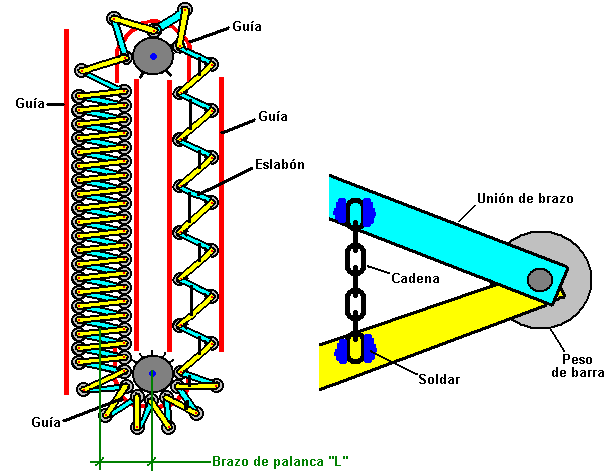 Guía
Guía
Guía
Eslabón
Unión de brazo
Cadena
Peso
de barra
Soldar
Guía
Brazo de palanca "L"